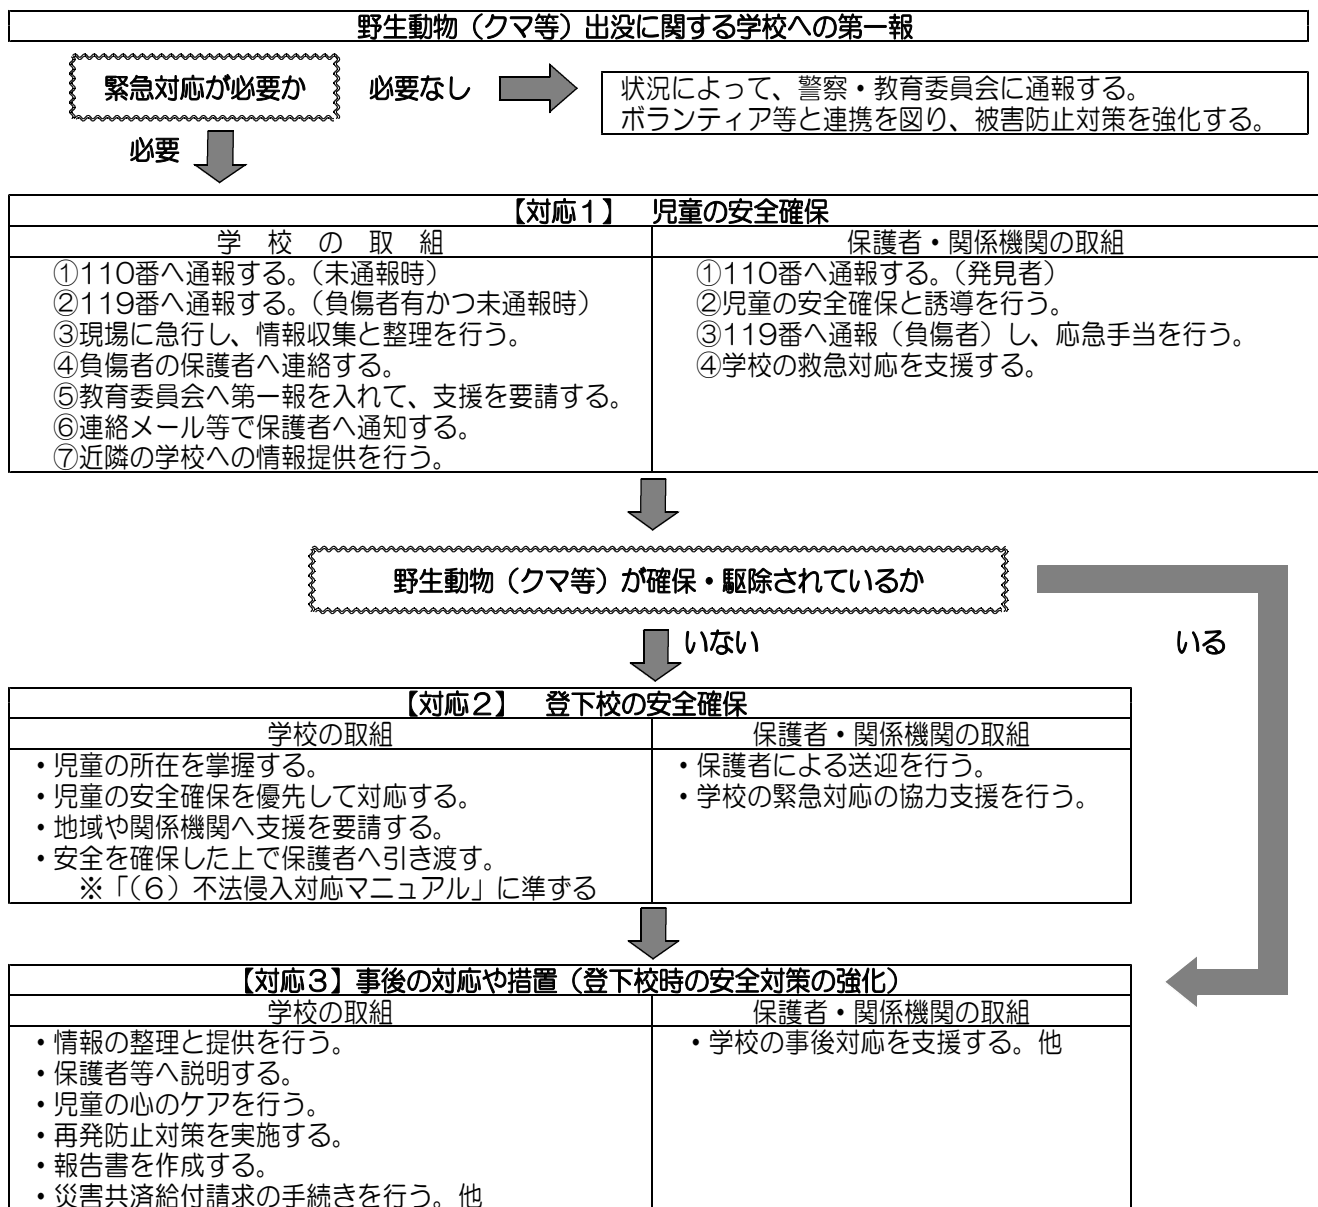 野生動物（クマ等）出没に関する学校への第一報
緊急対応が必要か
必要なし
状況によって、警察・教育委員会に通報する。
ボランティア等と連携を図り、被害防止対策を強化する。
必要
【対応１】　児童の安全確保
学　校　の　取　組
①110番へ通報する。（未通報時）
②119番へ通報する。（負傷者有かつ未通報時）
③現場に急行し、情報収集と整理を行う。
④負傷者の保護者へ連絡する。
⑤教育委員会へ第一報を入れて、支援を要請する。
⑥連絡メール等で保護者へ通知する。
⑦近隣の学校への情報提供を行う。
保護者・関係機関の取組
①110番へ通報する。（発見者）
②児童の安全確保と誘導を行う。
③119番へ通報（負傷者）し、応急手当を行う。
④学校の救急対応を支援する。
野生動物（クマ等）が確保・駆除されているか
いない
いる
【対応２】　登下校の安全確保
学校の取組
・児童の所在を掌握する。
・児童の安全確保を優先して対応する。
・地域や関係機関へ支援を要請する。
・安全を確保した上で保護者へ引き渡す。
※「（６）不法侵入対応マニュアル」に準ずる
保護者・関係機関の取組
・保護者による送迎を行う。
・学校の緊急対応の協力支援を行う。
【対応３】事後の対応や措置（登下校時の安全対策の強化）
学校の取組
・情報の整理と提供を行う。
・保護者等へ説明する。
・児童の心のケアを行う。
・再発防止対策を実施する。
・報告書を作成する。
・災害共済給付請求の手続きを行う。他
保護者・関係機関の取組
・学校の事後対応を支援する。他